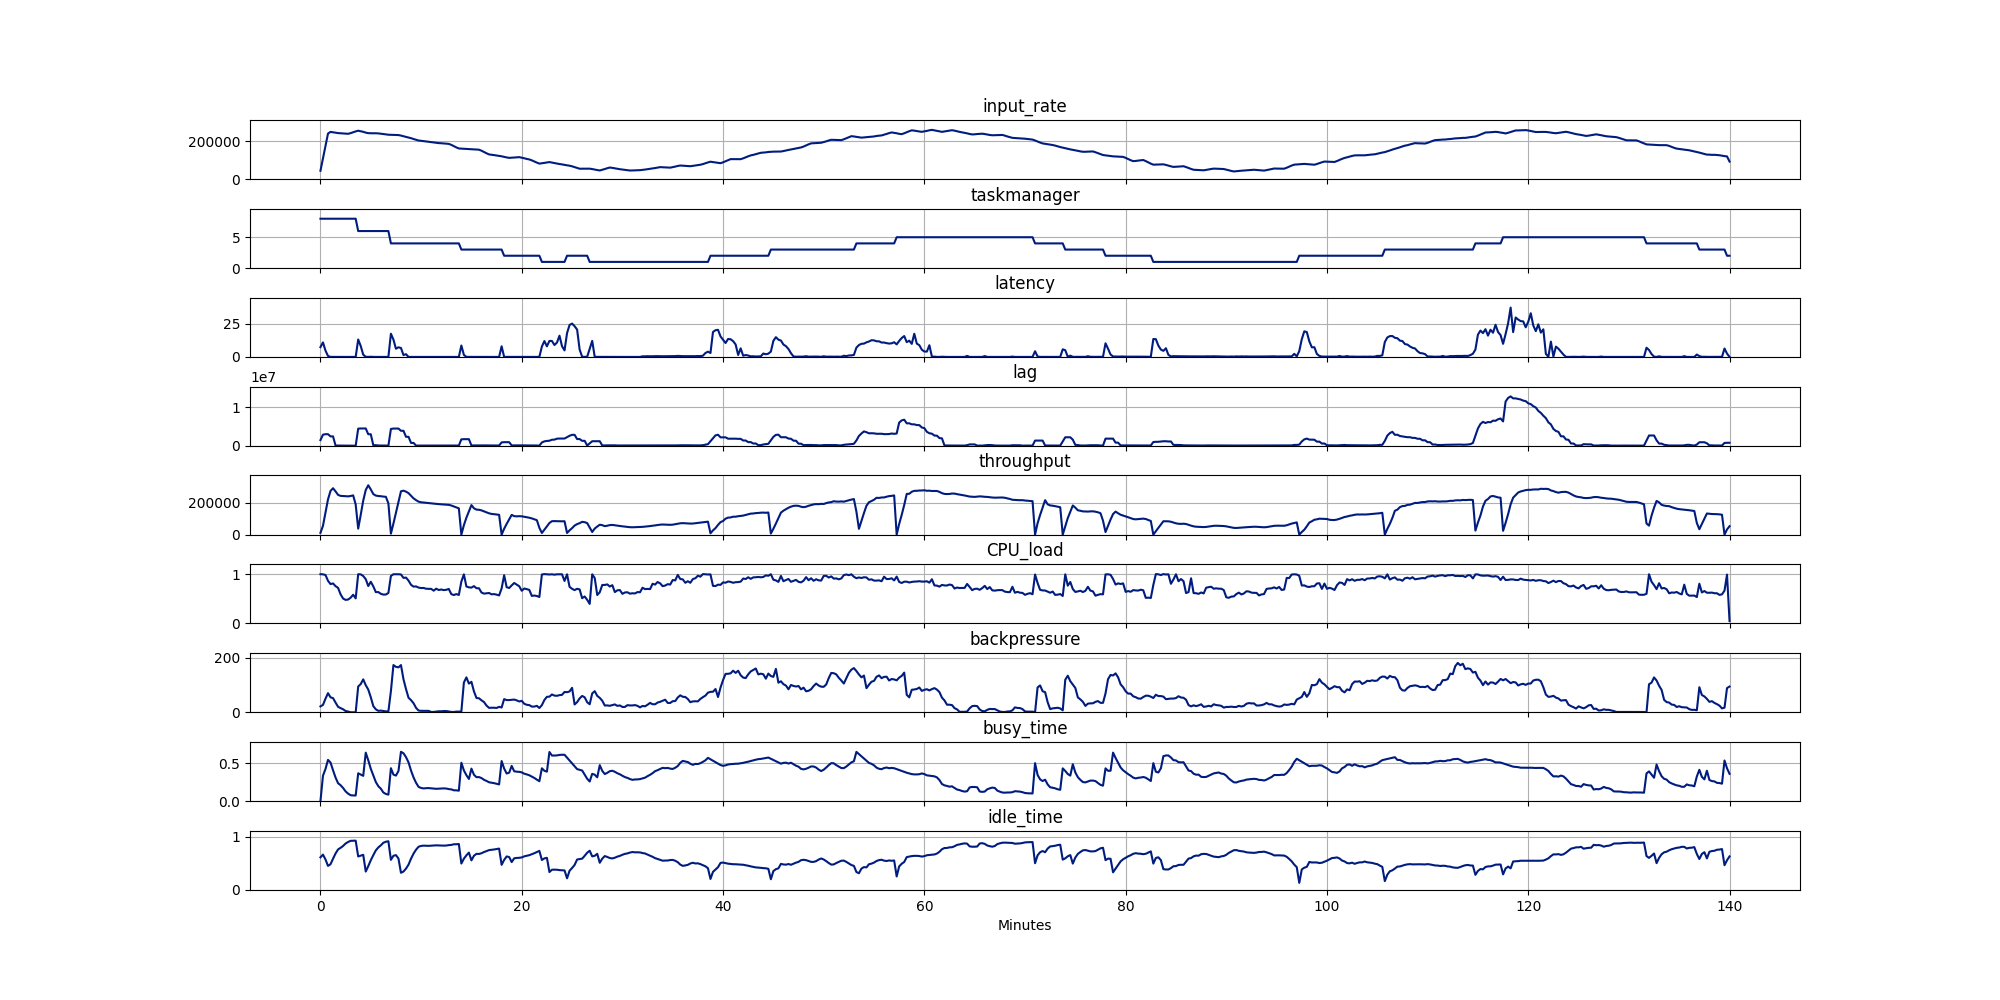 input_rate
200000
0
taskmanager
5
0
latency
25
0
1e7
lag
1
0
throughput
200000
0
CPU_load
1
0
backpressure
200
0
busy_time
0.5
0.0
idle_time
1
0
0 20 40 60 80 100 120 140
Minutes